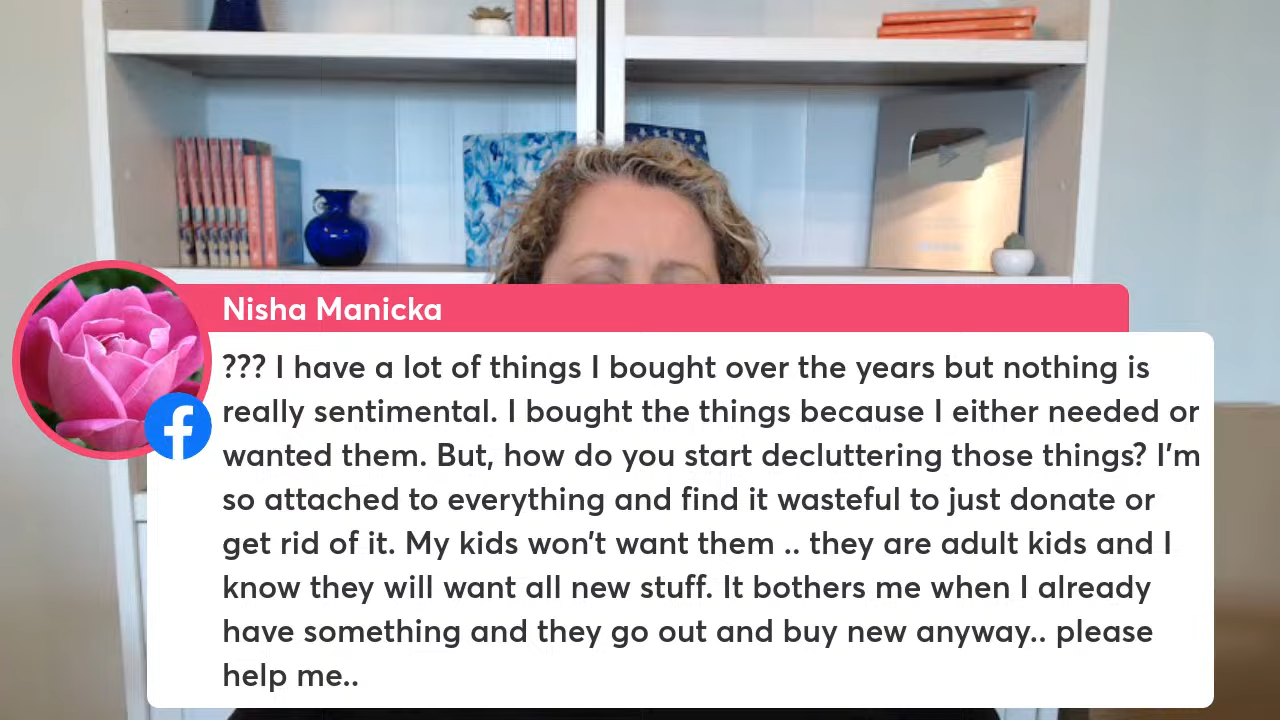 Nisha Manicka
??? I have a lot of things I bought over the years but nothing is
really sentimental. I bought the things because I either needed or
wanted them. But, how do you start decluttering those things? I'm
so attached to everything and find it wasteful to just donate or
get rid of it. My kids won't want them .. they are adult kids and I
know they will want all new stuff. It bothers me when I already
have something and they go out and buy new anyway.. please
help me..